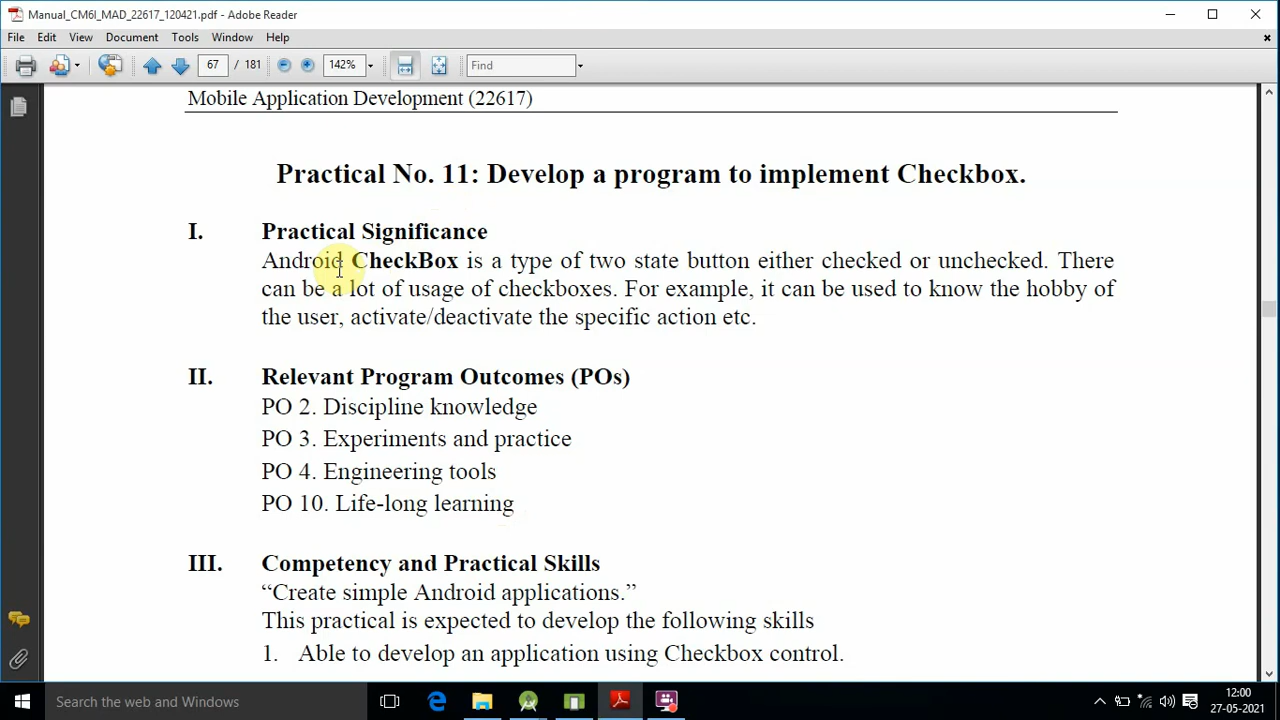 Manual_CM6I_MAD_22617_120421.pdf - Adobe Reader
File Edit View Document Tools Window Help
67 / 181 142% Find
Mobile Application Development (22617)
Practical No. 11: Develop a program to implement Checkbox.
I. Practical Significance
Android CheckBox is a type of two state button either checked or unchecked. There
can be a lot of usage of checkboxes. For example, it can be used to know the hobby of
the user, activate/deactivate the specific action etc.
II. Relevant Program Outcomes (POs)
PO 2. Discipline knowledge
PO 3. Experiments and practice
PO 4. Engineering tools
PO 10. Life-long learning
III. Competency and Practical Skills
“Create simple Android applications.”
This practical is expected to develop the following skills
1. Able to develop an application using Checkbox control.
Search the web and Windows
12:00
27-05-2021